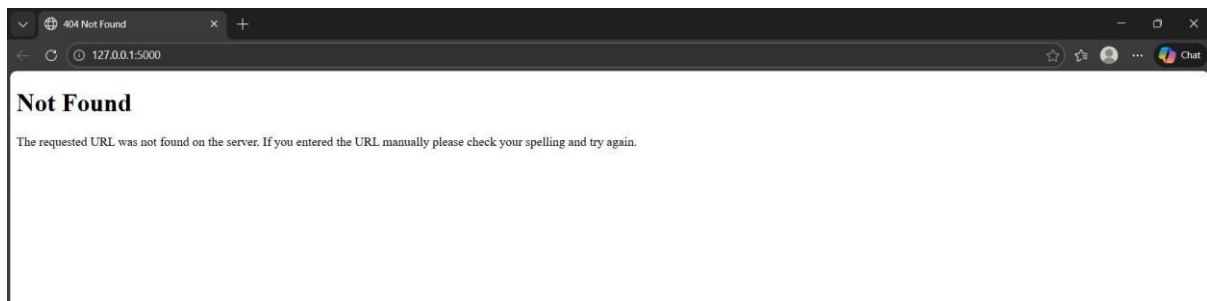 404 Not Found
127.0.0.1:5000
Chat
Not Found
The requested URL was not found on the server. If you entered the URL manually please check your spelling and try again.